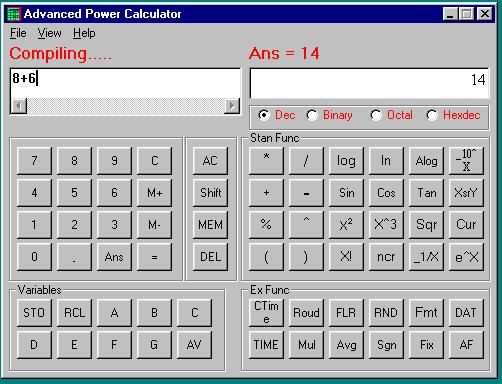 Advanced Power Calculator
File View Help
Compiling..... Ans = 14
8+6 14
Dec Binary Octal Hexdec
Stan Func
7 8 9 C AC * / log ln Alog -10^ X
4 5 6 M+ Shift + - Sin Cos Tan XsrY
1 2 3 M- MEM % ^ X² X^3 Sqr Cur
0 . Ans = DEL ( ) X! ncr _1/X e^X
Variables Ex Func
STO RCL A B C CTim e Roud FLR RND Fmt DAT
D E F G AV TIME Mul Avg Sgn Fix AF